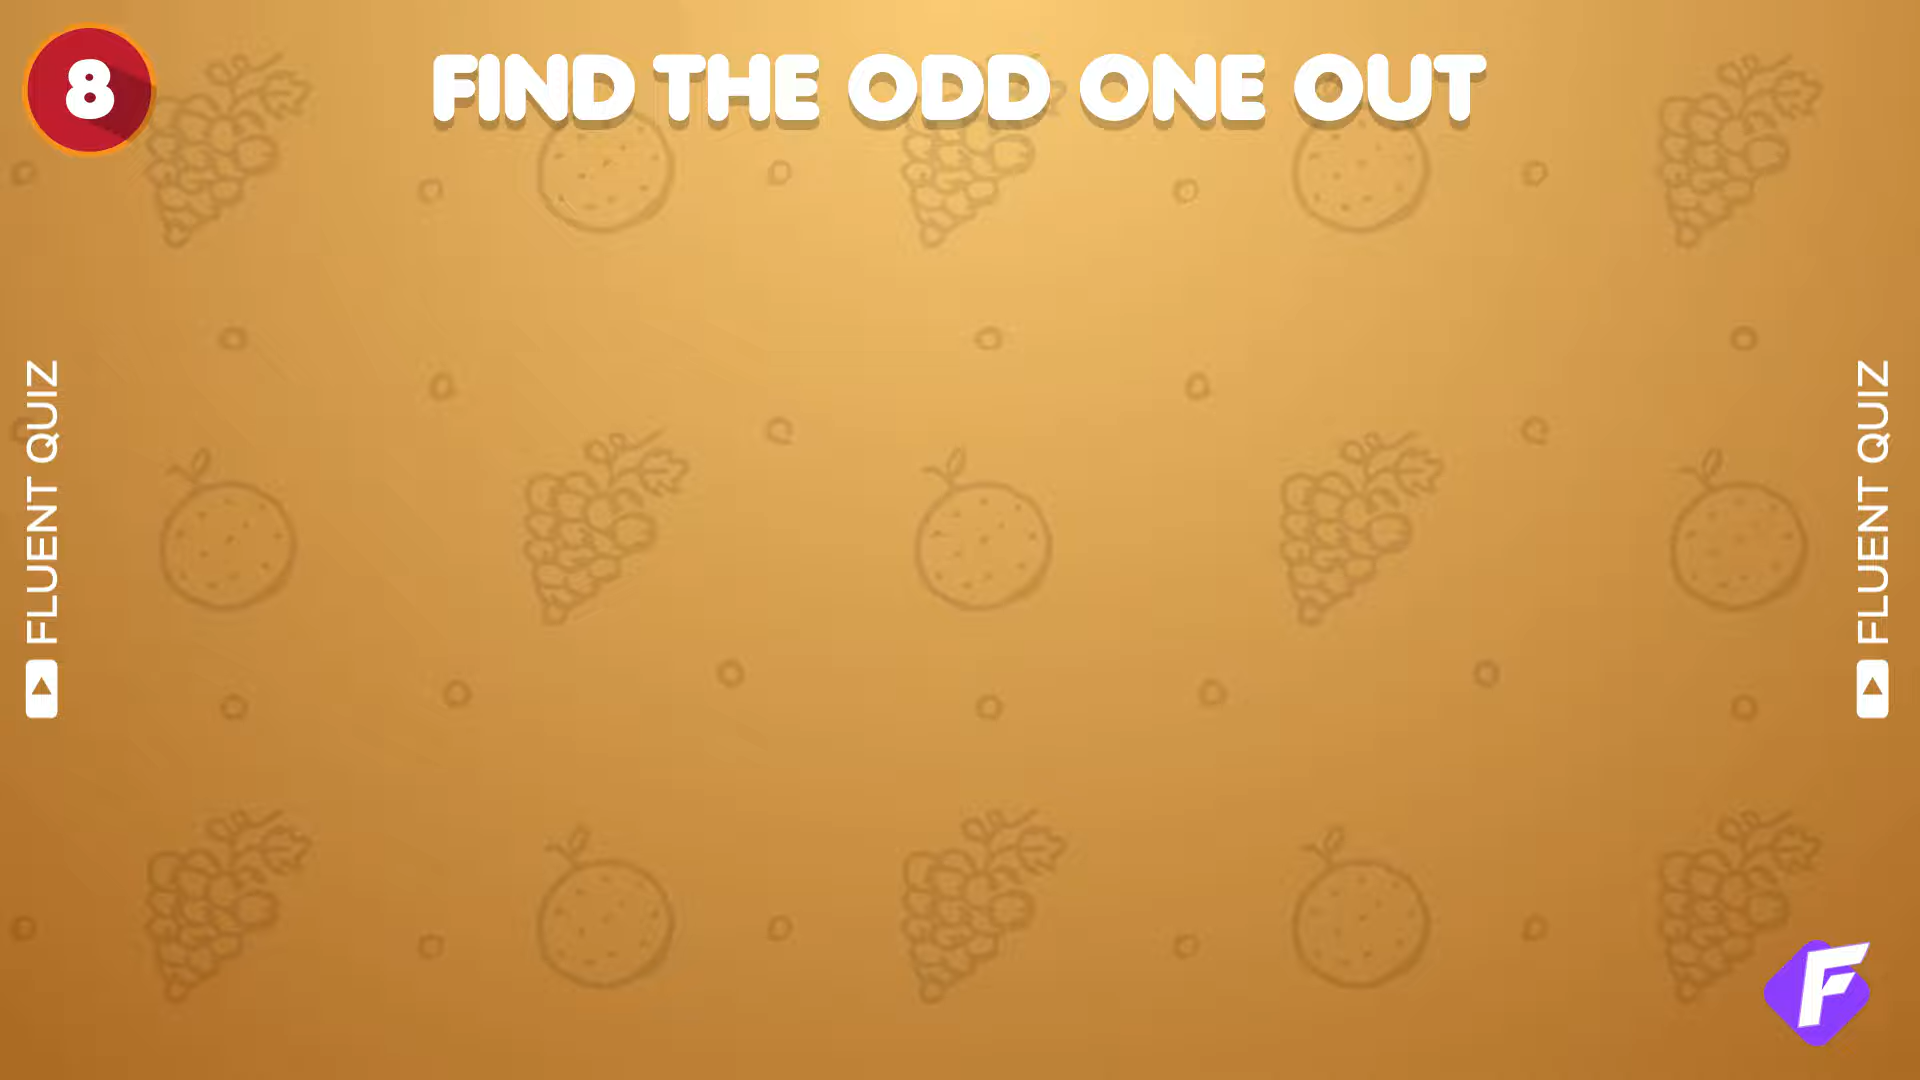 8
FIND THE ODD ONE OUT
FLUENT QUIZ
FLUENT QUIZ
F